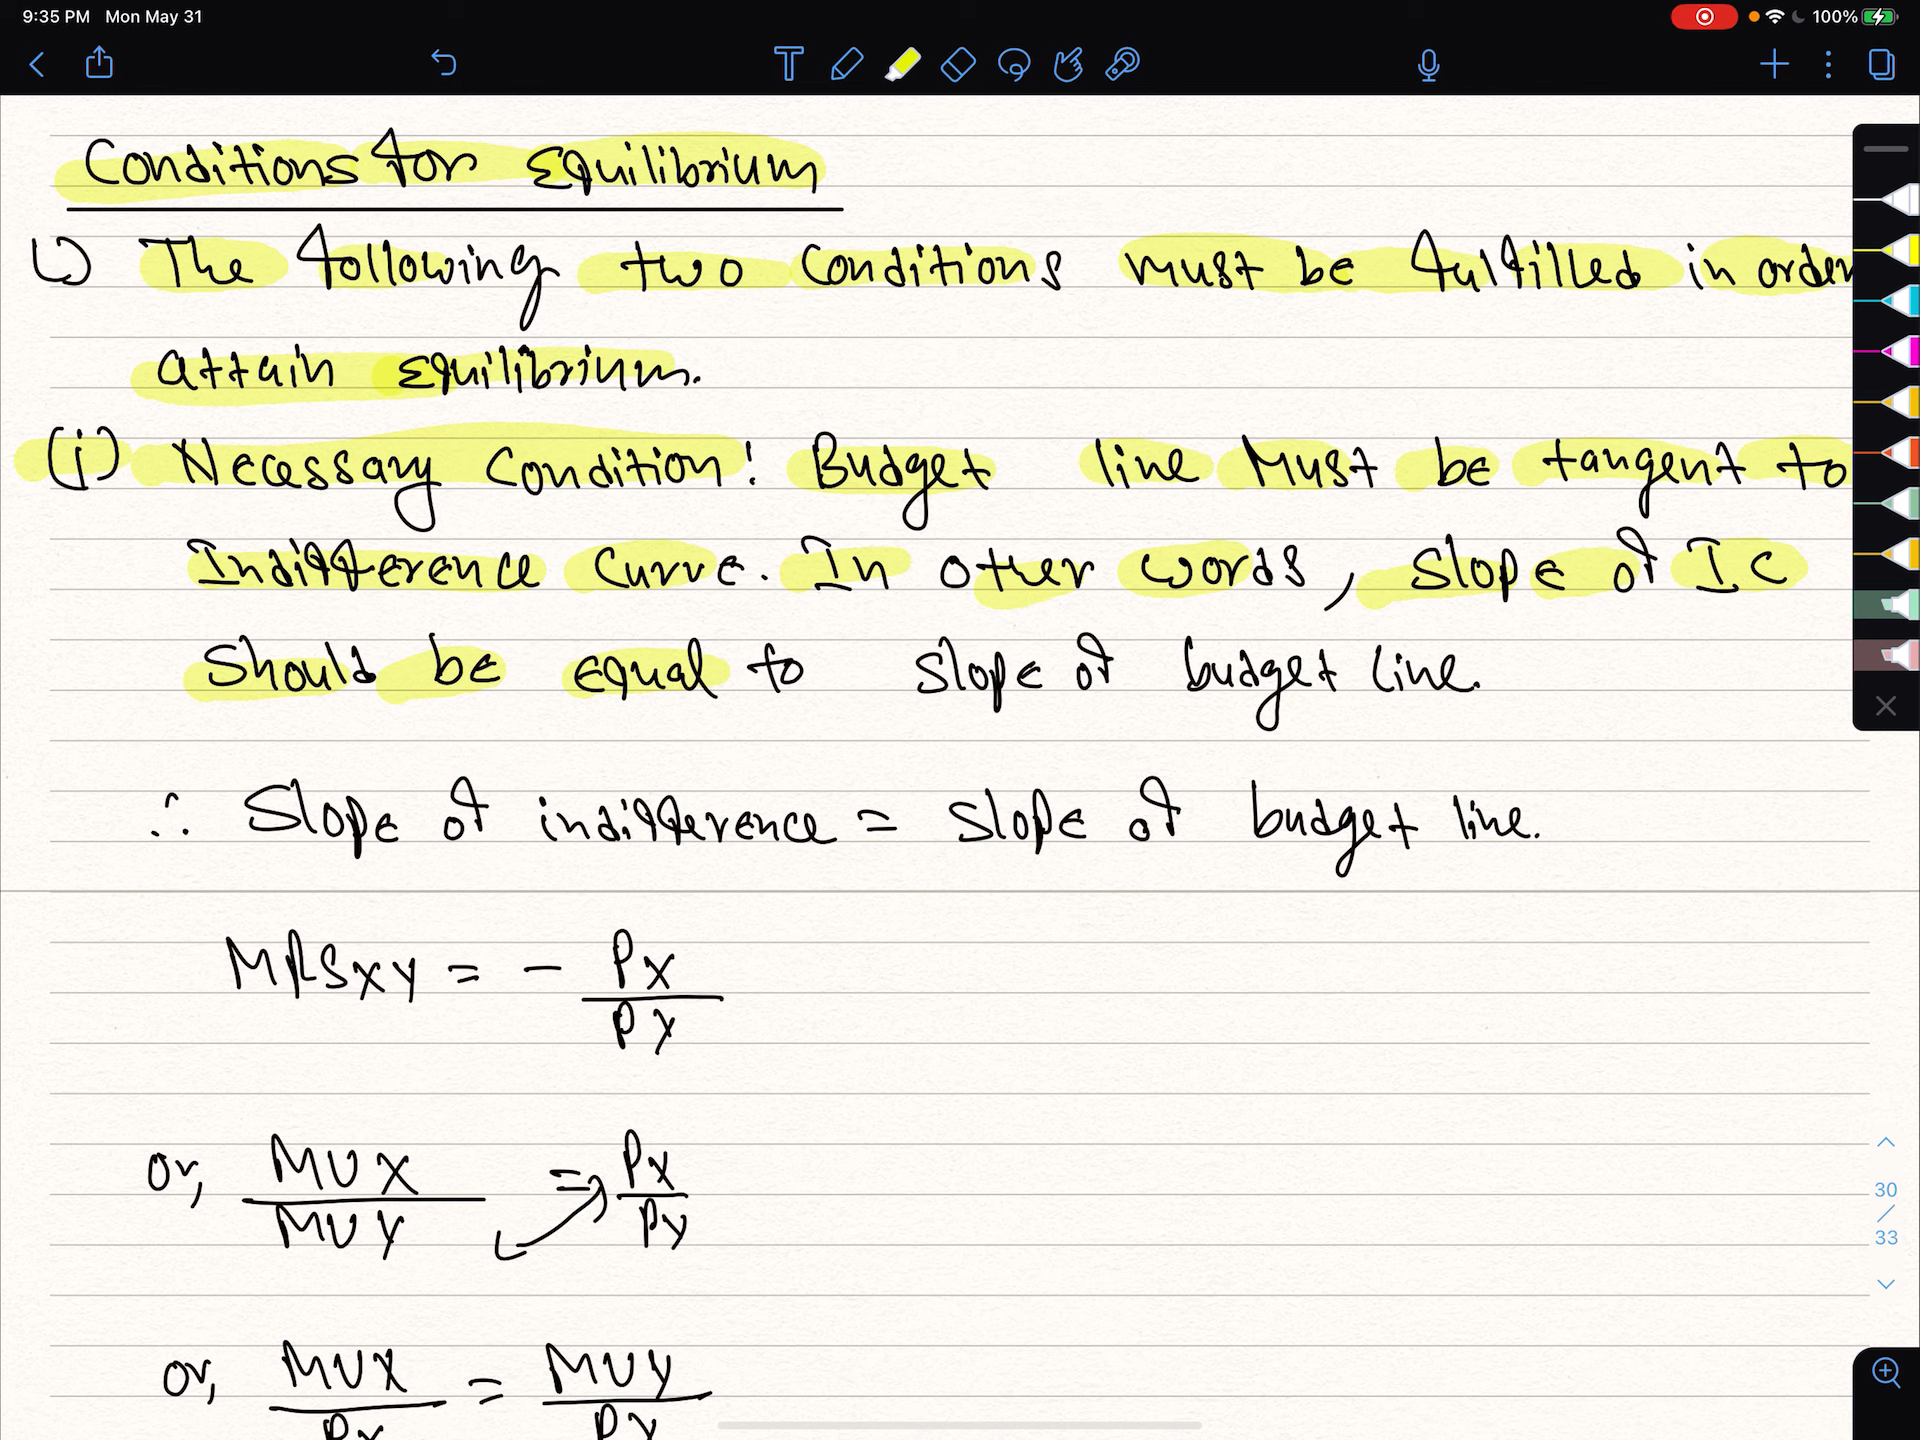 9:35 PM Mon May 31
100%
Conditions for Equilibrium
The following two conditions must be fulfilled in order
attain Equilibrium.
(i) Necessary Condition: Budget line Must be tangent to
Indifference Curve. In other words, Slope of IC
Should be equal to slope of budget line.
∴ Slope of indifference = slope of budget line.
MRSXY = - PX
PY
or, MUX = PX
MUY PY
30
/
33
or, MUX = MUY
PX PY